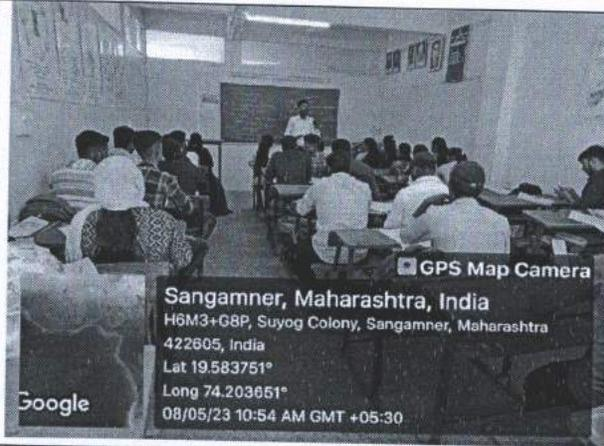 GPS Map Camera
Sangamner, Maharashtra, India
H6M3+G8P, Suyog Colony, Sangamner, Maharashtra
422605, India
Lat 19.583751°
Long 74.203651°
08/05/23 10:54 AM GMT +05:30
Google